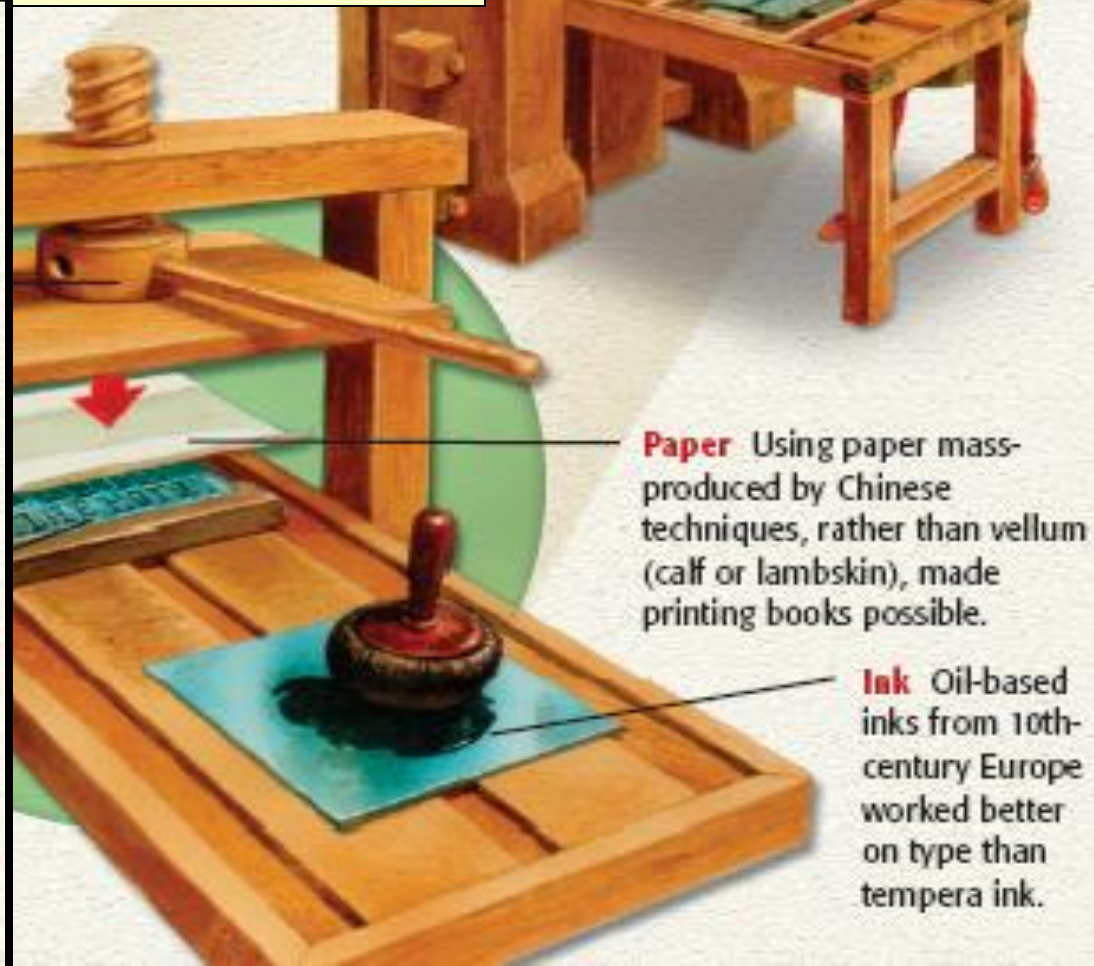 Paper Using paper mass-
produced by Chinese
techniques, rather than vellum
(calf or lambskin), made
printing books possible.
Ink Oil-based
inks from 10th-
century Europe
worked better
on type than
tempera ink.